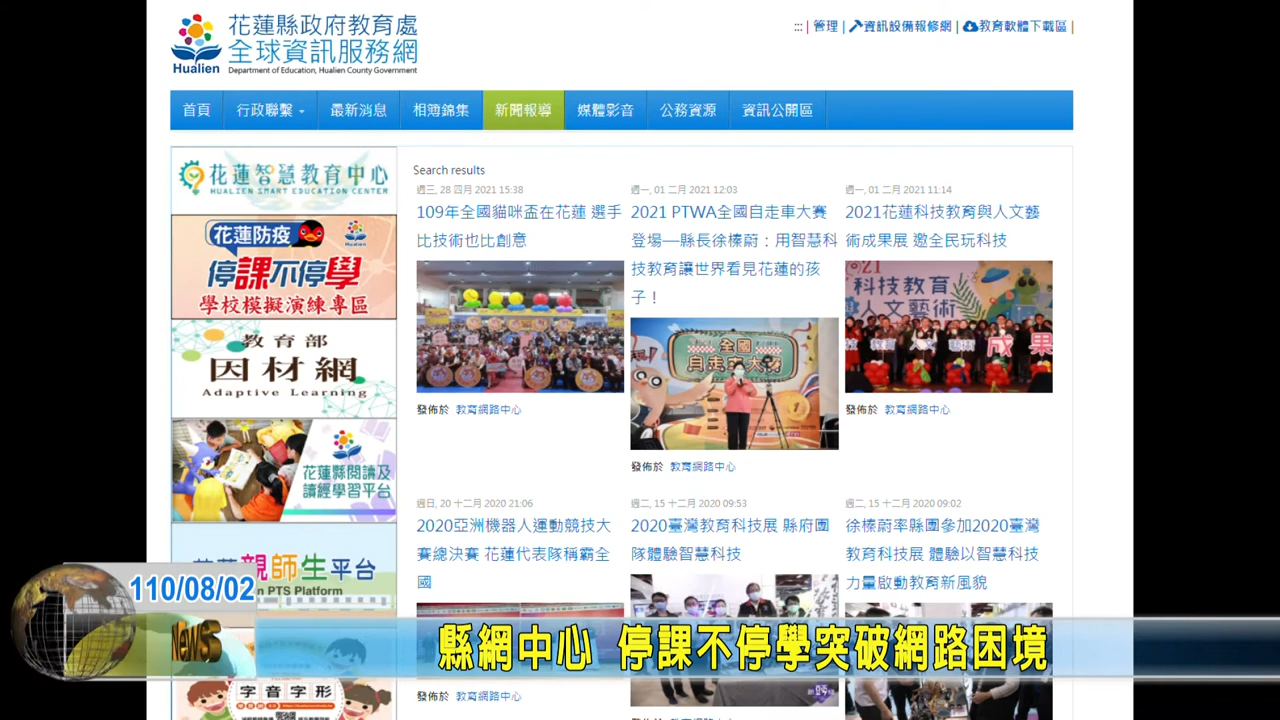 花蓮縣政府教育處
全球資訊服務網
Department of Education, Hualien County Government
Hualien
::: | 管理 | 資訊設備報修網 | 教育軟體下載區 |
首頁 行政聯繫 最新消息 相簿錦集 新聞報導 媒體影音 公務資源 資訊公開區
花蓮智慧教育中心
HUALIEN SMART EDUCATION CENTER
花蓮防疫
停課不停學
學校模擬演練專區
教育部
因材網
Adaptive Learning
花蓮縣閱讀及
讀經學習平台
親師生平台
PTS Platform
字音字形
Search results
週三, 28 四月 2021 15:38
109年全國貓咪盃在花蓮 選手
比技術也比創意
發佈於 教育網路中心
週一, 01 二月 2021 12:03
2021 PTWA全國自走車大賽
登場—縣長徐榛蔚：用智慧科
技教育讓世界看見花蓮的孩
子！
全國
自走車大賽
發佈於 教育網路中心
週一, 01 二月 2021 11:14
2021花蓮科技教育與人文藝
術成果展 邀全民玩科技
科技教育
人文藝術
成果
發佈於 教育網路中心
週日, 20 十二月 2020 21:06
2020亞洲機器人運動競技大
賽總決賽 花蓮代表隊稱霸全
國
發佈於 教育網路中心
週二, 15 十二月 2020 09:53
2020臺灣教育科技展 縣府團
隊體驗智慧科技
週二, 15 十二月 2020 09:02
徐榛蔚率縣團參加2020臺灣
教育科技展 體驗以智慧科技
力量啟動教育新風貌
110/08/02
NewSS
縣網中心 停課不停學突破網路困境